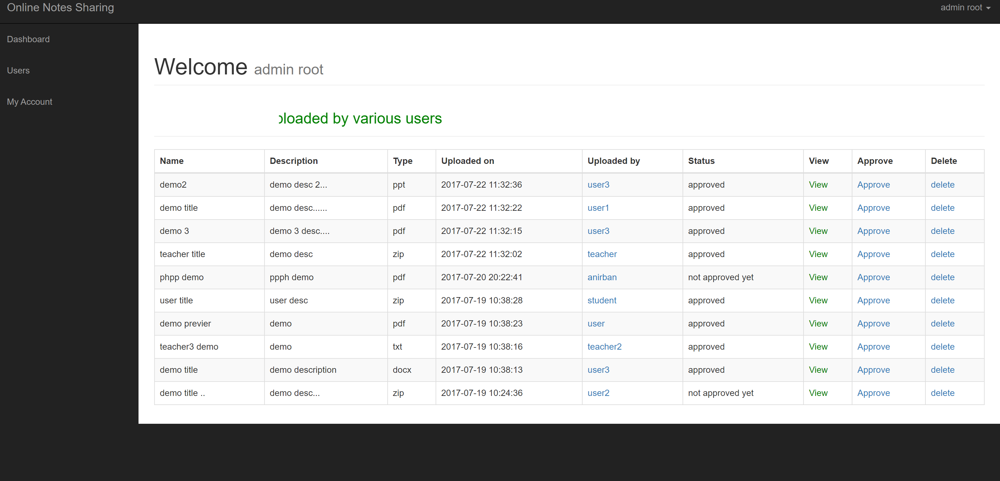 Online Notes Sharing admin root
Dashboard
Users
My Account
Welcome admin root
by various users
Name Description Type Uploaded on Uploaded by Status View Approve Delete
demo2 demo desc 2... ppt 2017-07-22 11:32:36 user3 approved View Approve delete
demo title demo desc...... pdf 2017-07-22 11:32:22 user1 approved View Approve delete
demo 3 demo 3 desc.... pdf 2017-07-22 11:32:15 user3 approved View Approve delete
teacher title demo desc zip 2017-07-22 11:32:02 teacher approved View Approve delete
phpp demo ppph demo pdf 2017-07-20 20:22:41 anirban not approved yet View Approve delete
user title user desc zip 2017-07-19 10:38:28 student approved View Approve delete
demo previer demo pdf 2017-07-19 10:38:23 user approved View Approve delete
teacher3 demo demo txt 2017-07-19 10:38:16 teacher2 approved View Approve delete
demo title demo description docx 2017-07-19 10:38:13 user3 approved View Approve delete
demo title .. demo desc... zip 2017-07-19 10:24:36 user2 not approved yet View Approve delete